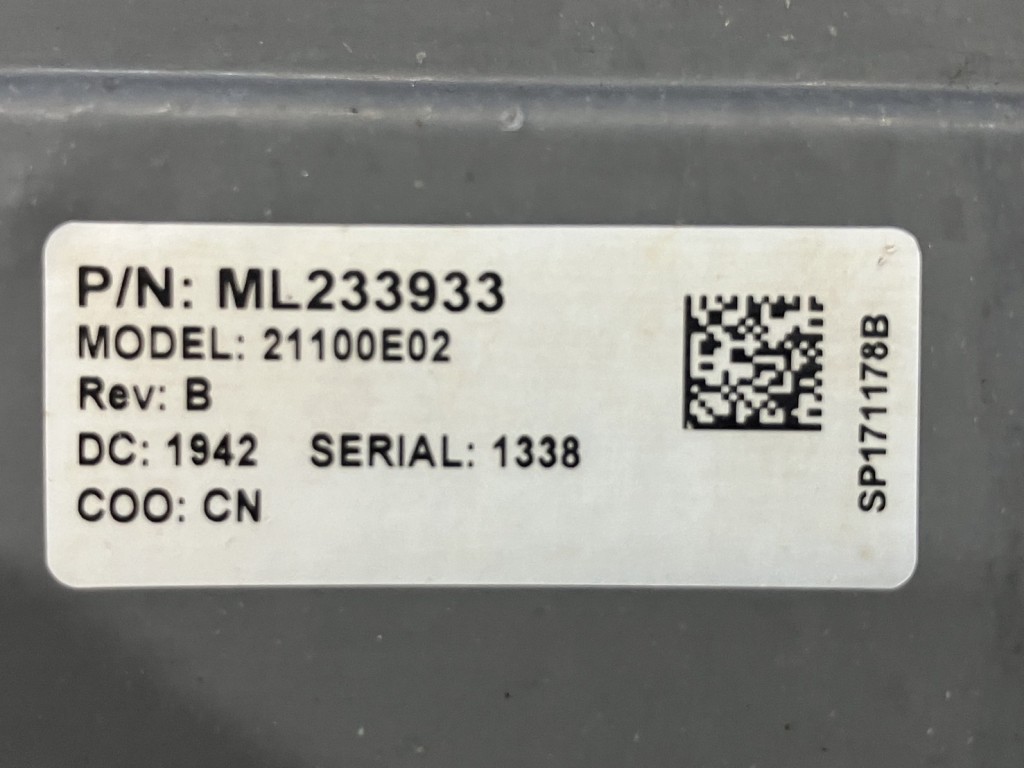 P/N: ML233933
MODEL: 21100E02
Rev: B
DC: 1942 SERIAL: 1338
COO: CN
SP171178B